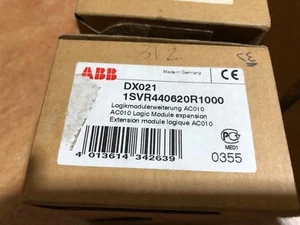 ABB
Made in Germany
CE
DX021
1SVR440620R1000
Logikmodulerweiterung AC010
AC010 Logic Module expansion
Extension module logique AC010
4 013614 342639
ME01
0355